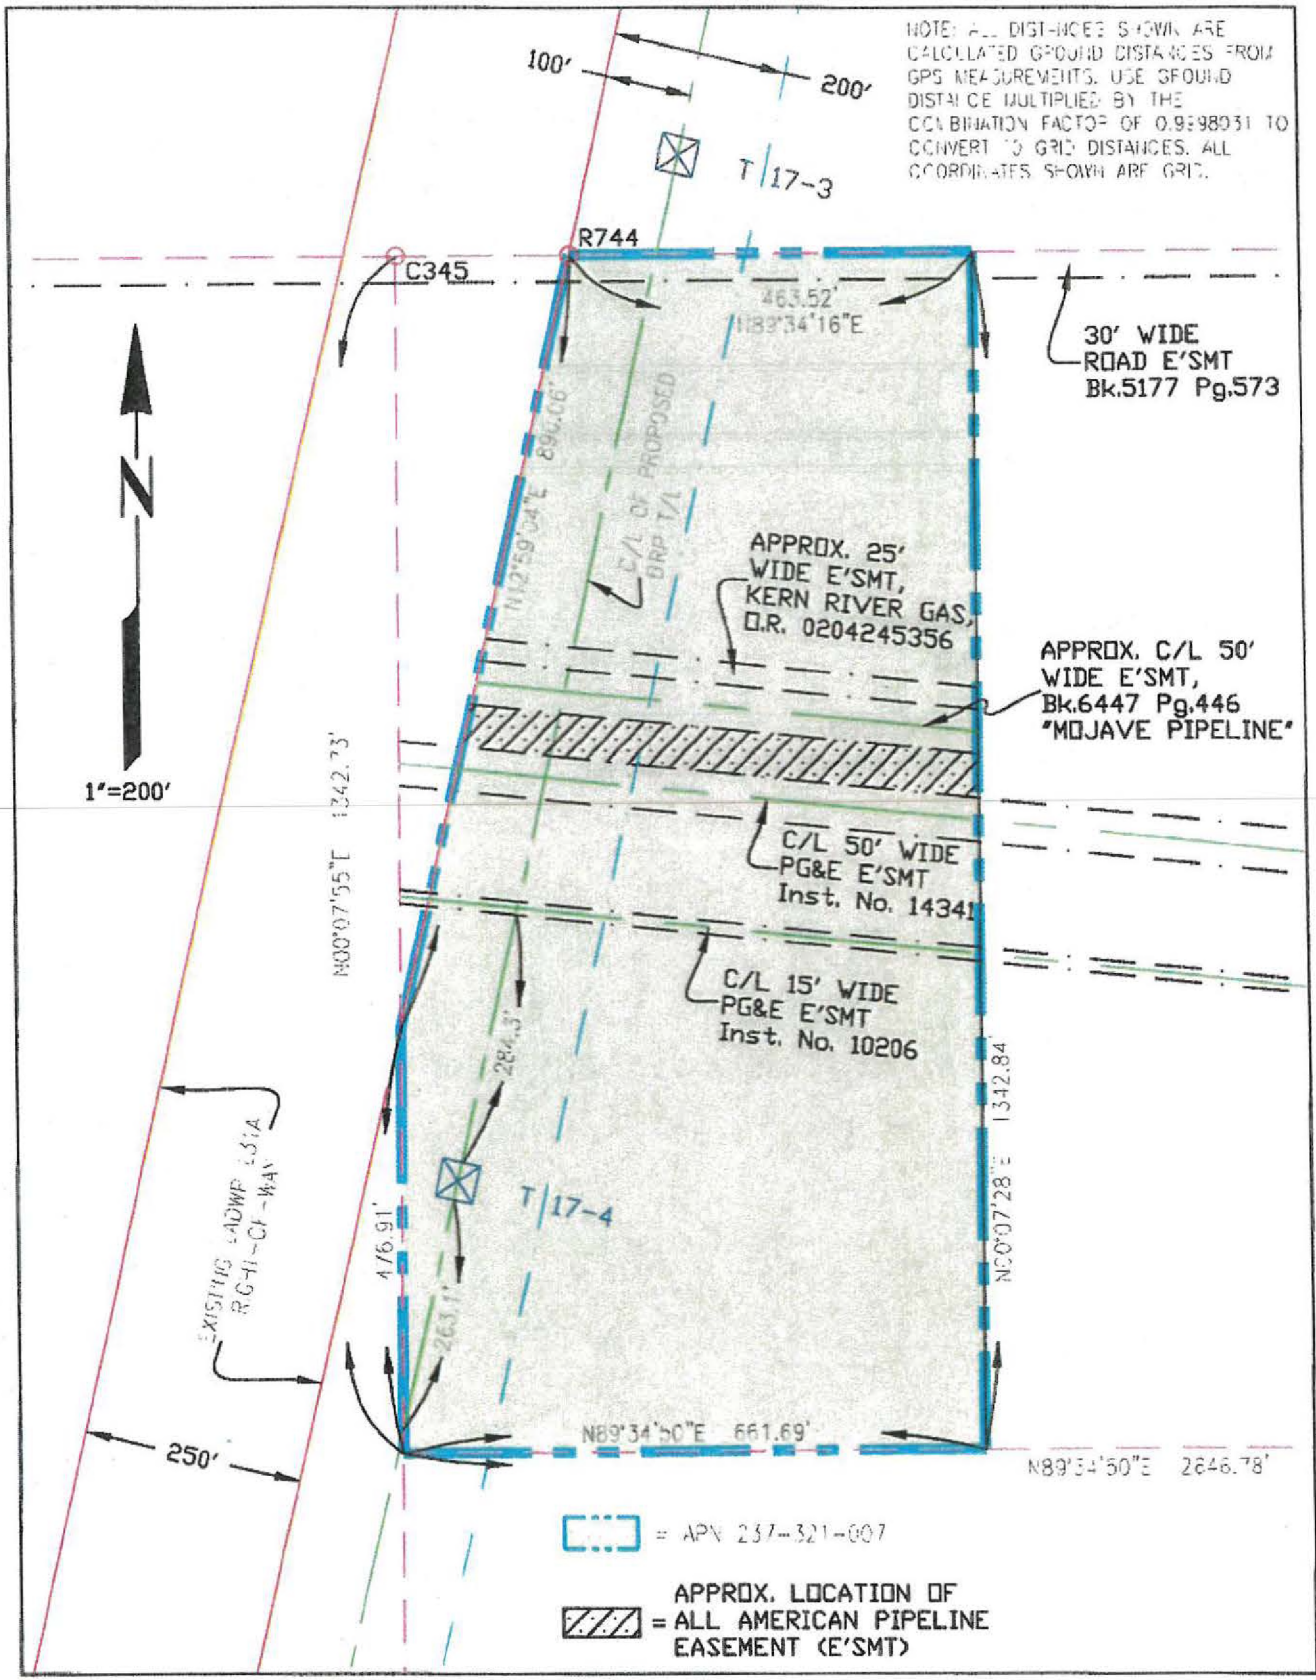 NOTE: ALL DISTANCES SHOWN ARE
CALCULATED GROUND DISTANCES FROM
GPS MEASUREMENTS. USE GROUND
DISTANCE MULTIPLIED BY THE
COMBINATION FACTOR OF TO
CONVERT TO GRID DISTANCES. ALL
COORDINATES SHOWN ARE GRID.
100'
200'
T/17-3
R744
C345
463.52'
N89°34'16"E
30' WIDE
ROAD E'SMT
Bk.5177 Pg.573
N12°59'04"E 890.06'
C/L OF PROPOSED
BRP T/L
N
1"=200'
APPROX. 25'
WIDE E'SMT,
KERN RIVER GAS,
O.R. 0204245356
APPROX. C/L 50'
WIDE E'SMT,
Bk.6447 Pg.446
"MOJAVE PIPELINE"
N00°07'55"E 1342.73'
C/L 50' WIDE
PG&E E'SMT
Inst. No. 14341
C/L 15' WIDE
PG&E E'SMT
Inst. No. 10206
284.3'
N00°07'28"E 1342.84'
EXISTING LADWP
RIGHT-OF-WAY
T/17-4
476.91'
263.1'
250'
N89°34'50"E 661.69'
N89°34'50"E 2646.78'
= APN 237-321-007
APPROX. LOCATION OF
= ALL AMERICAN PIPELINE
EASEMENT (E'SMT)